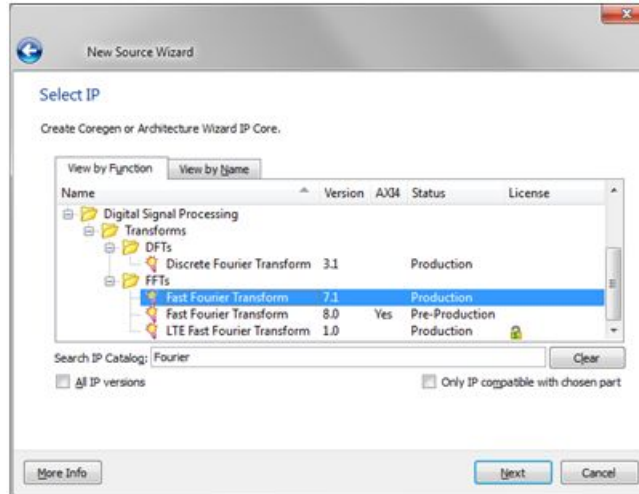 New Source Wizard
Select IP
Create Coregen or Architecture Wizard IP Core.
View by Function View by Name
Name Version AXI4 Status License
Digital Signal Processing
Transforms
DFTs
Discrete Fourier Transform 3.1 Production
FFTs
Fast Fourier Transform 7.1 Production
Fast Fourier Transform 8.0 Yes Pre-Production
LTE Fast Fourier Transform 1.0 Production
Search IP Catalog: Fourier Clear
All IP versions Only IP compatible with chosen part
More Info Next Cancel